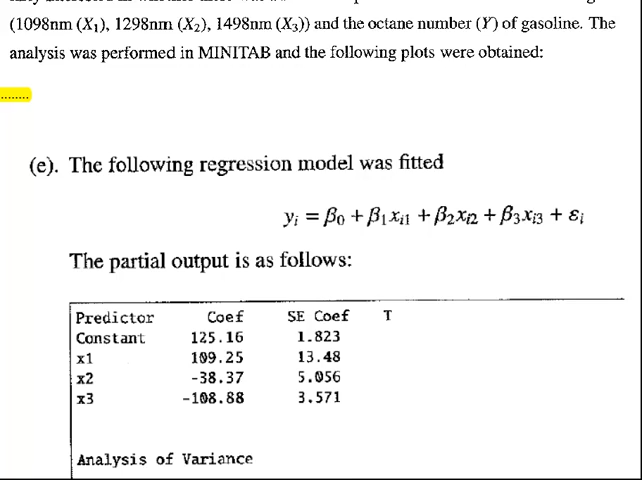 (1098nm (X₁), 1298nm (X₂), 1498nm (X₃)) and the octane number (Y) of gasoline. The
analysis was performed in MINITAB and the following plots were obtained:
.........
(e). The following regression model was fitted
yᵢ = β₀ + β₁xᵢ₁ + β₂xᵢ₂ + β₃xᵢ₃ + εᵢ
The partial output is as follows:
Predictor Coef SE Coef T
Constant 125.16 1.823
x1 109.25 13.48
x2 -38.37 5.056
x3 -108.88 3.571
Analysis of Variance